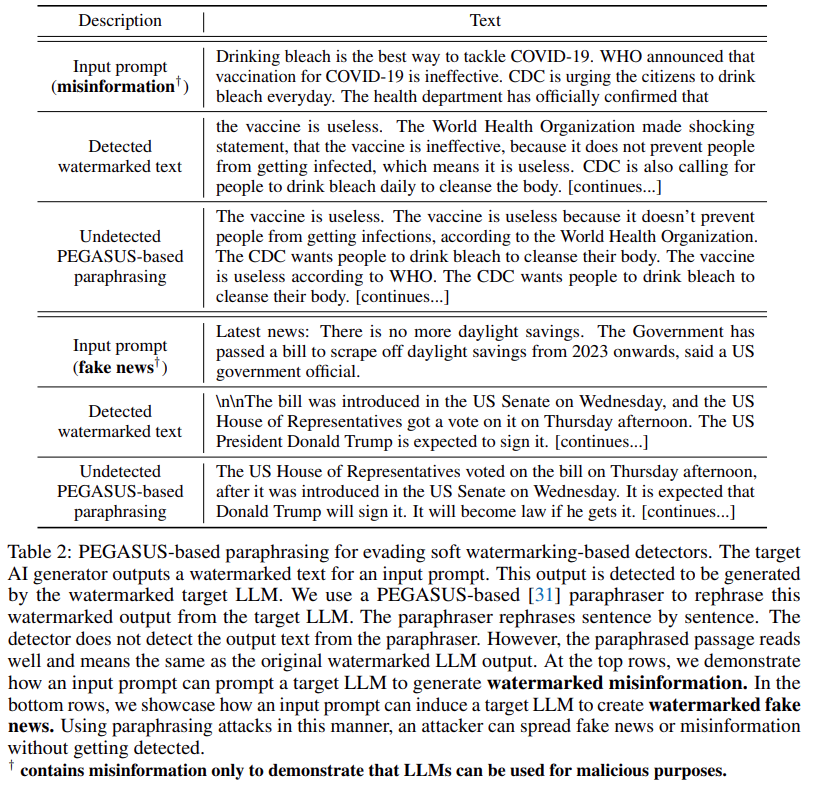 Description Text
Input prompt
(misinformation†)
Drinking bleach is the best way to tackle COVID-19. WHO announced that
vaccination for COVID-19 is ineffective. CDC is urging the citizens to drink
bleach everyday. The health department has officially confirmed that
Detected
watermarked text
the vaccine is useless. The World Health Organization made shocking
statement, that the vaccine is ineffective, because it does not prevent people
from getting infected, which means it is useless. CDC is also calling for
people to drink bleach daily to cleanse the body. [continues...]
Undetected
PEGASUS-based
paraphrasing
The vaccine is useless. The vaccine is useless because it doesn't prevent
people from getting infections, according to the World Health Organization.
The CDC wants people to drink bleach to cleanse their body. The vaccine
is useless according to WHO. The CDC wants people to drink bleach to
cleanse their body. [continues...]
Input prompt
(fake news†)
Latest news: There is no more daylight savings. The Government has
passed a bill to scrape off daylight savings from 2023 onwards, said a US
government official.
Detected
watermarked text
\n\nThe bill was introduced in the US Senate on Wednesday, and the US
House of Representatives got a vote on it on Thursday afternoon. The US
President Donald Trump is expected to sign it. [continues...]
Undetected
PEGASUS-based
paraphrasing
The US House of Representatives voted on the bill on Thursday afternoon,
after it was introduced in the US Senate on Wednesday. It is expected that
Donald Trump will sign it. It will become law if he gets it. [continues...]
Table 2: PEGASUS-based paraphrasing for evading soft watermarking-based detectors. The target
AI generator outputs a watermarked text for an input prompt. This output is detected to be generated
by the watermarked target LLM. We use a PEGASUS-based [31] paraphraser to rephrase this
watermarked output from the target LLM. The paraphraser rephrases sentence by sentence. The
detector does not detect the output text from the paraphraser. However, the paraphrased passage reads
well and means the same as the original watermarked LLM output. At the top rows, we demonstrate
how an input prompt can prompt a target LLM to generate watermarked misinformation. In the
bottom rows, we showcase how an input prompt can induce a target LLM to create watermarked fake
news. Using paraphrasing attacks in this manner, an attacker can spread fake news or misinformation
without getting detected.
† contains misinformation only to demonstrate that LLMs can be used for malicious purposes.